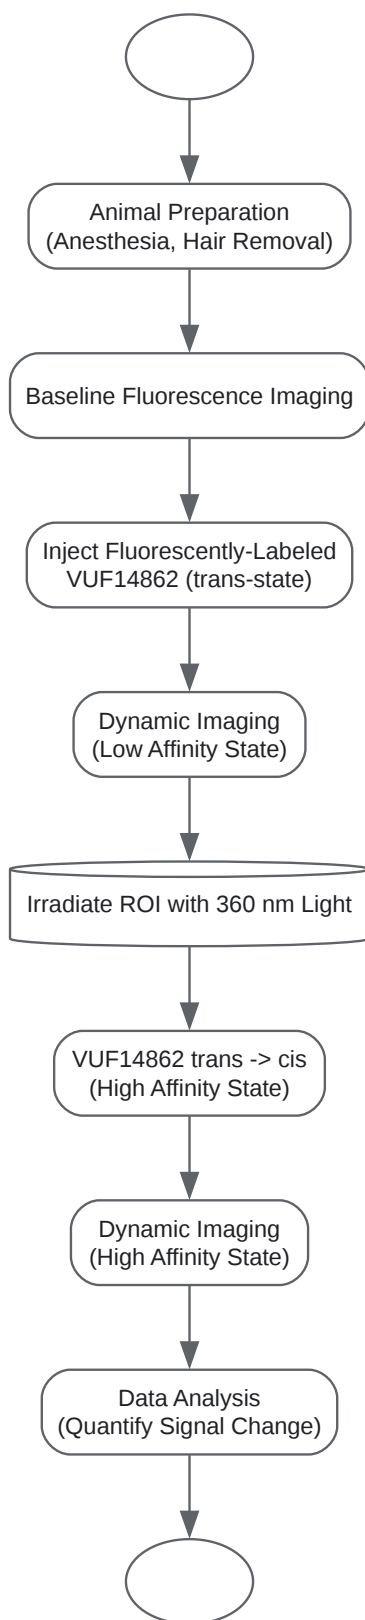 Animal Preparation
(Anesthesia, Hair Removal)
Baseline Fluorescence Imaging
Inject Fluorescently-Labeled
VUF14862 (trans-state)
Dynamic Imaging
(Low Affinity State)
Irradiate ROI with 360 nm Light
VUF14862 trans -> cis
(High Affinity State)
Dynamic Imaging
(High Affinity State)
Data Analysis
(Quantify Signal Change)